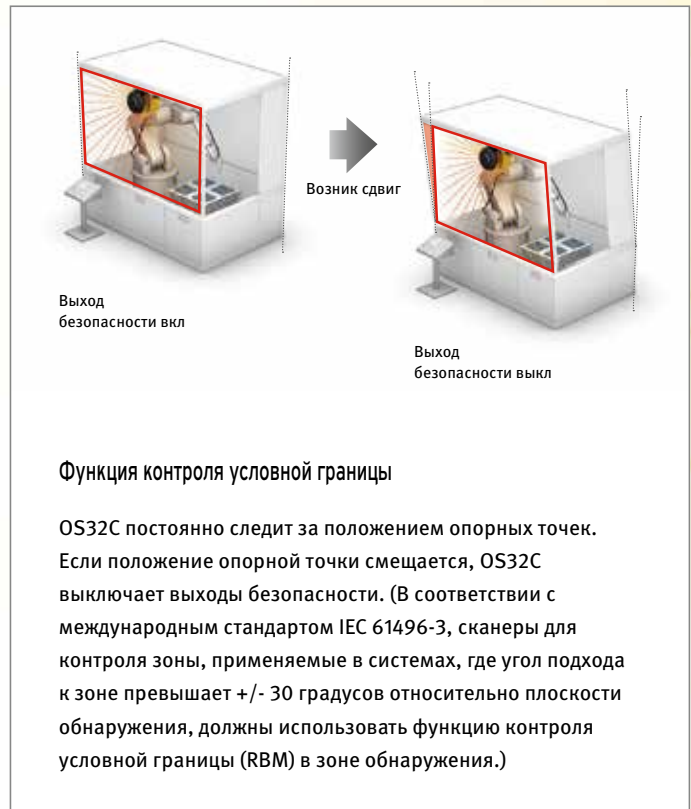 Возник сдвиг
Выход
безопасности вкл
Выход
безопасности выкл
Функция контроля условной границы
OS32C постоянно следит за положением опорных точек.
Если положение опорной точки смещается, OS32C
выключает выходы безопасности. (В соответствии с
международным стандартом IEC 61496-3, сканеры для
контроля зоны, применяемые в системах, где угол подхода
к зоне превышает +/- 30 градусов относительно плоскости
обнаружения, должны использовать функцию контроля
условной границы (RBM) в зоне обнаружения.)